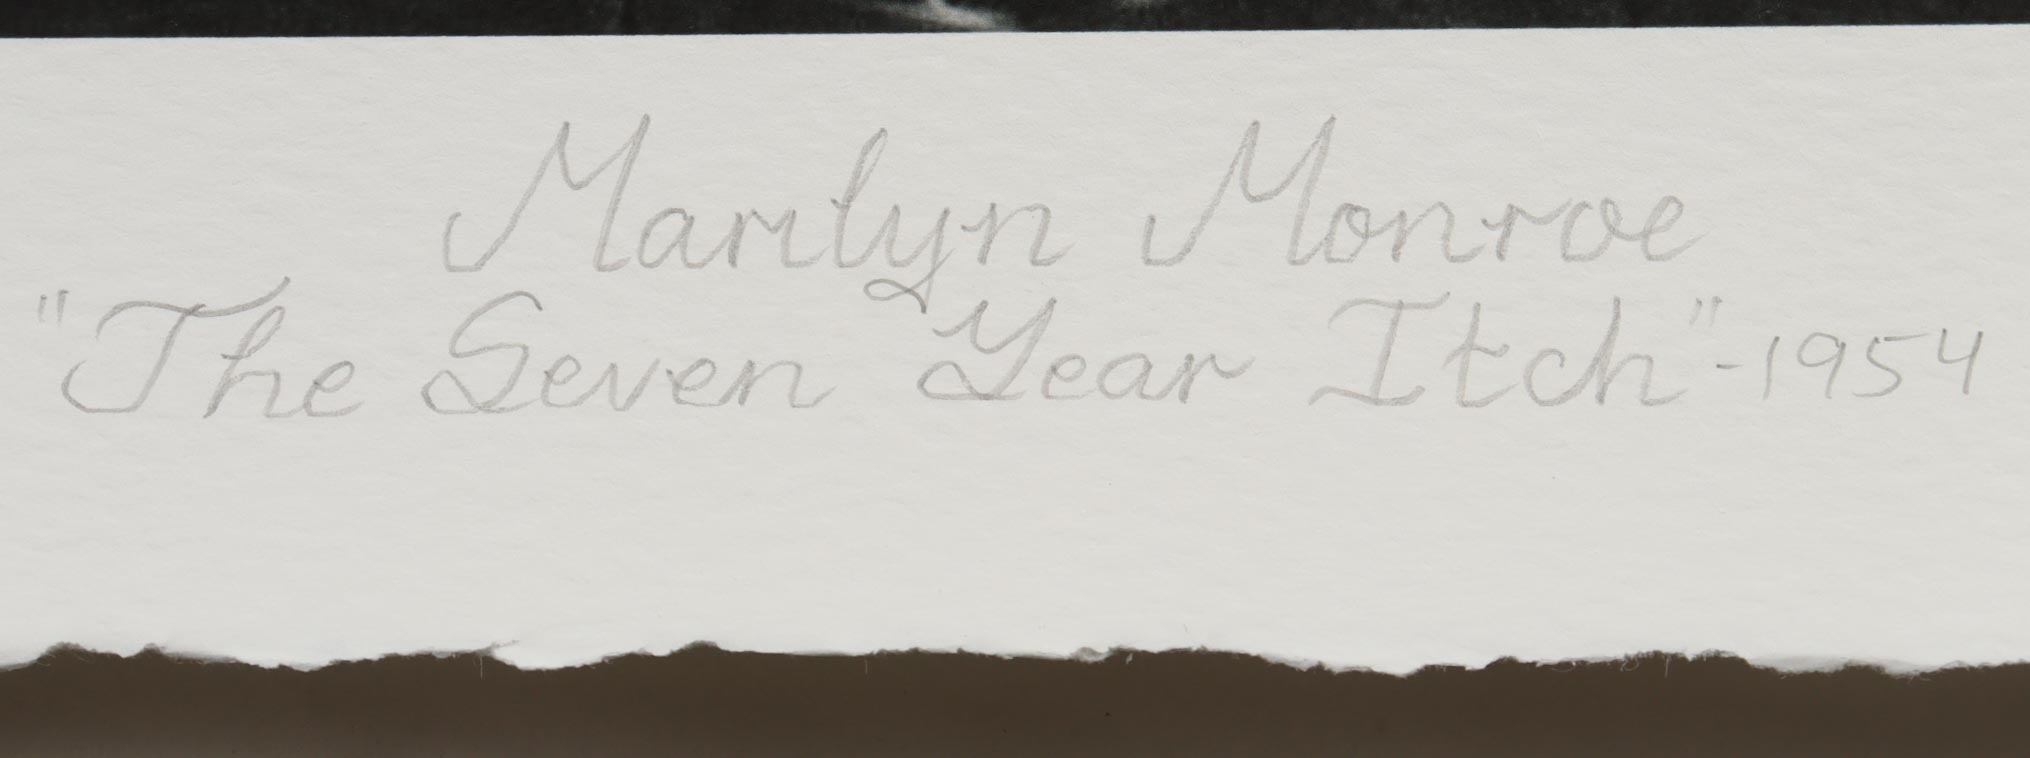 Marilyn Monroe
"The Seven Year Itch"-1954